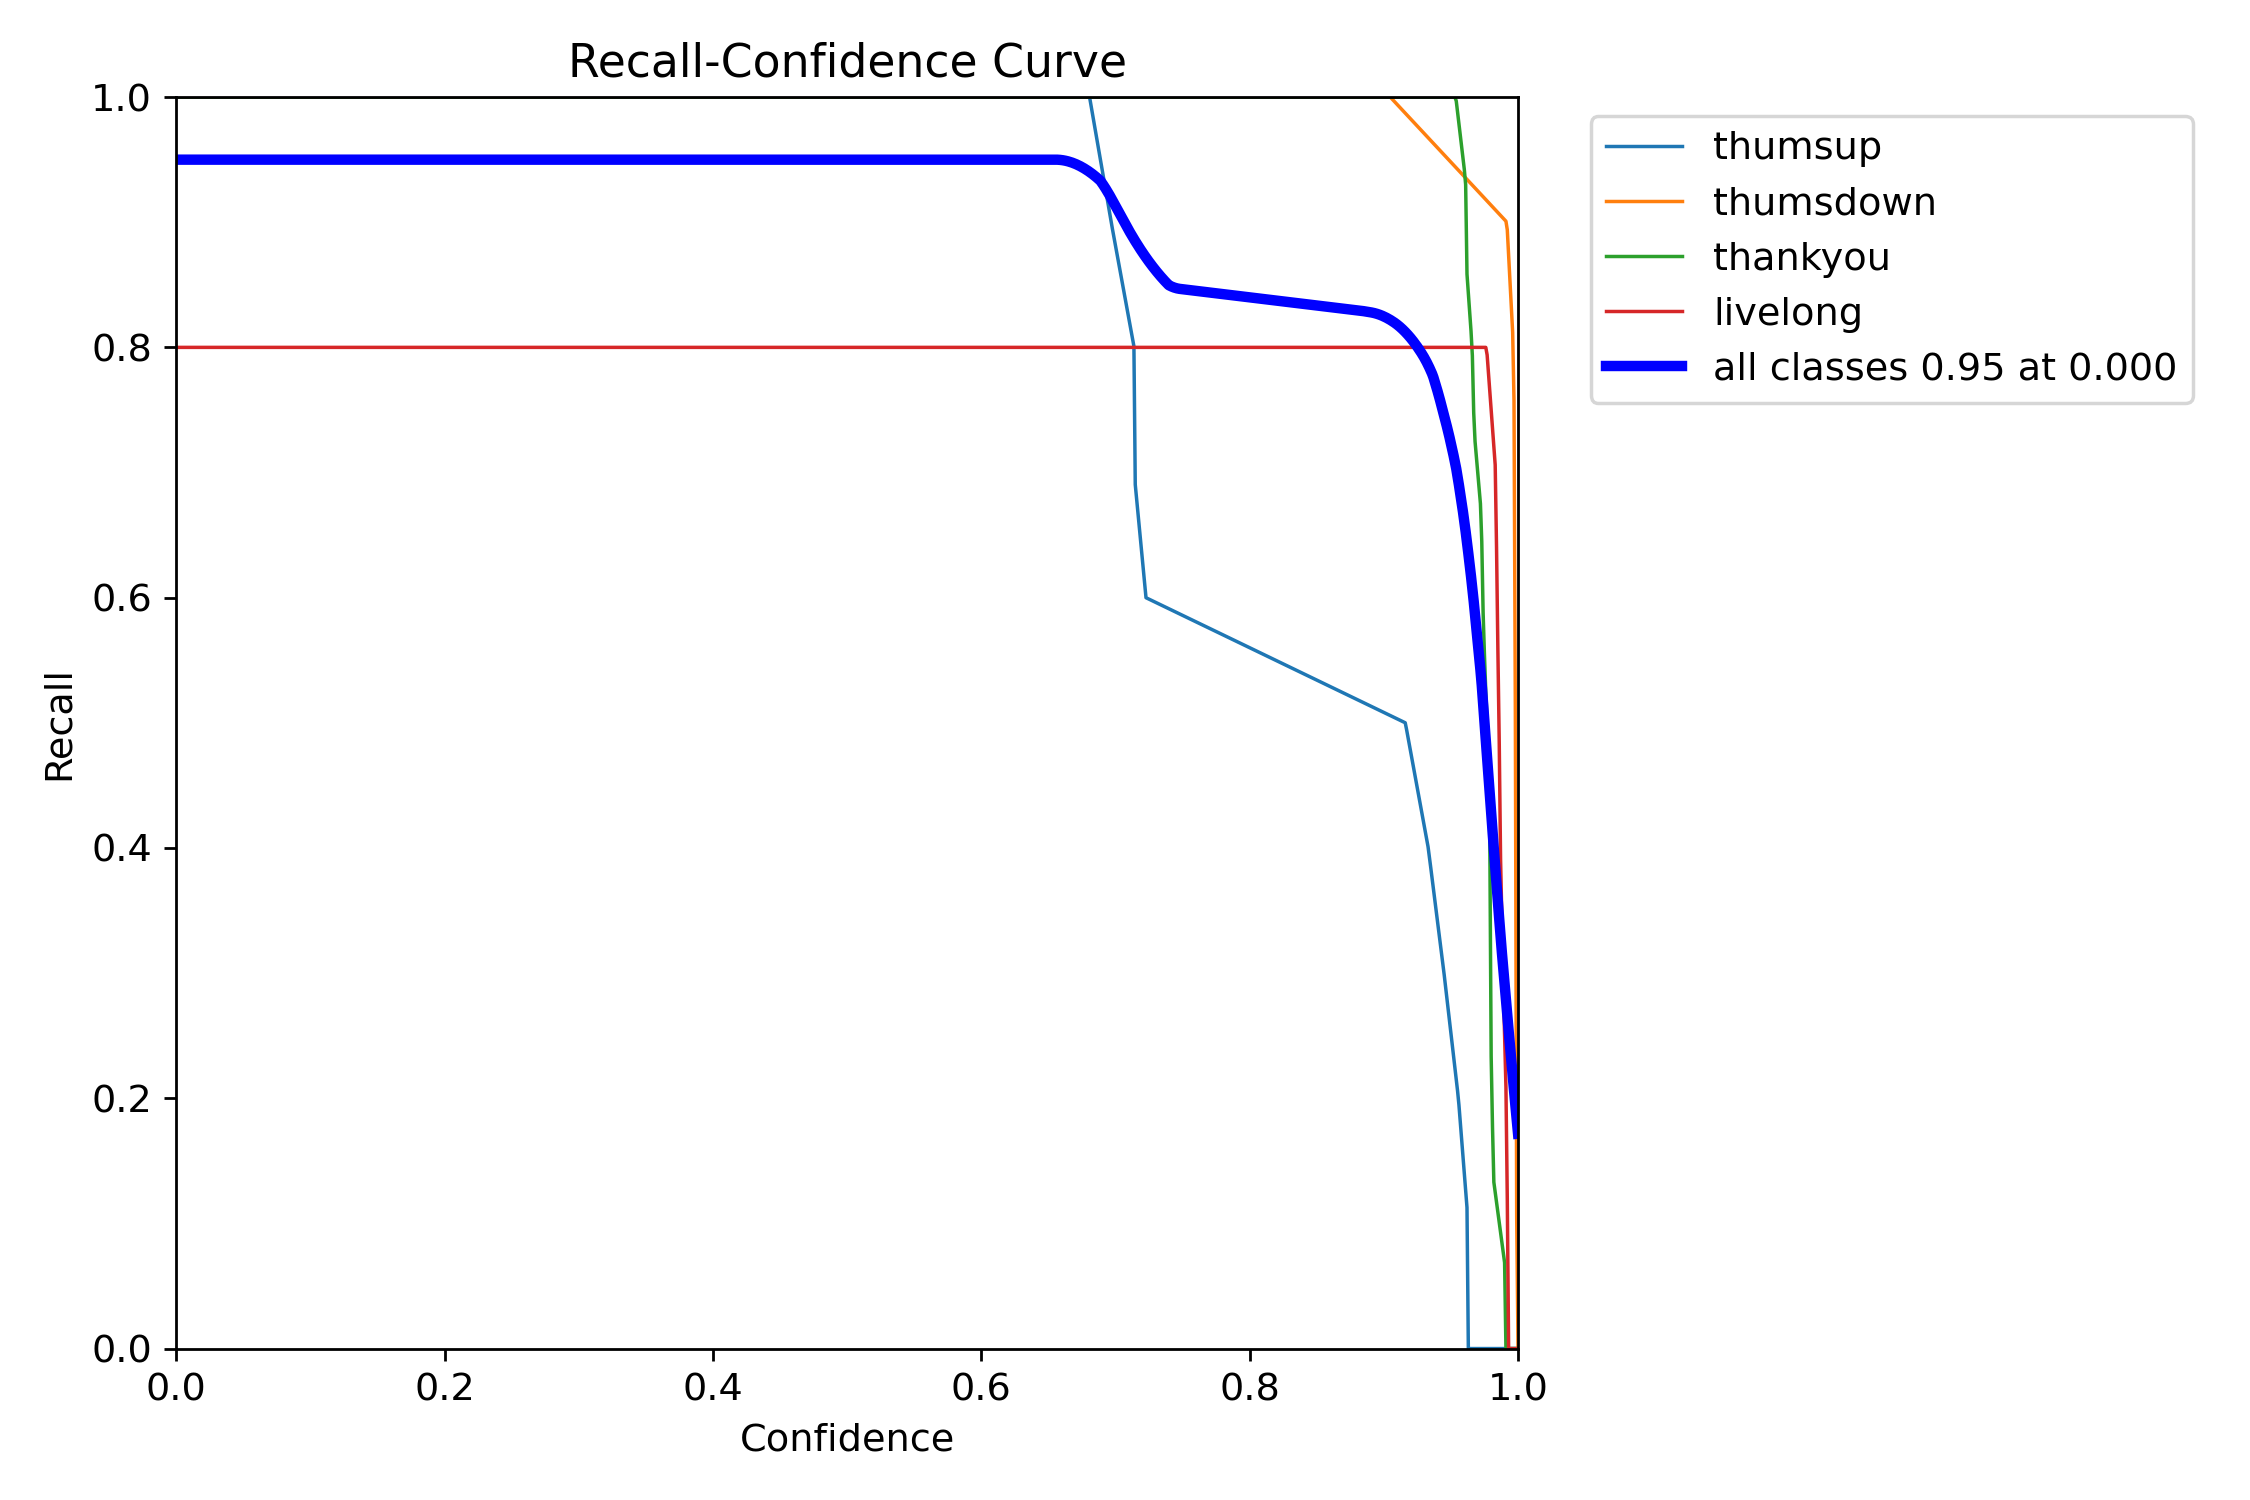 Recall-Confidence Curve
1.0
0.8
0.6
0.4
0.2
0.0
Recall
0.0 0.2 0.4 0.6 0.8 1.0
Confidence
thumsup
thumsdown
thankyou
livelong
all classes 0.95 at 0.000